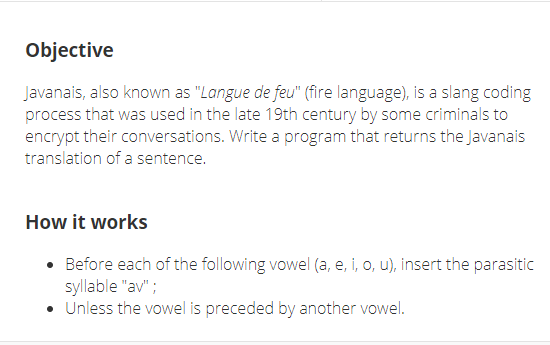 Objective
Javanais, also known as "Langue de feu" (fire language), is a slang coding
process that was used in the late 19th century by some criminals to
encrypt their conversations. Write a program that returns the Javanais
translation of a sentence.
How it works
• Before each of the following vowel (a, e, i, o, u), insert the parasitic
syllable "av" ;
• Unless the vowel is preceded by another vowel.